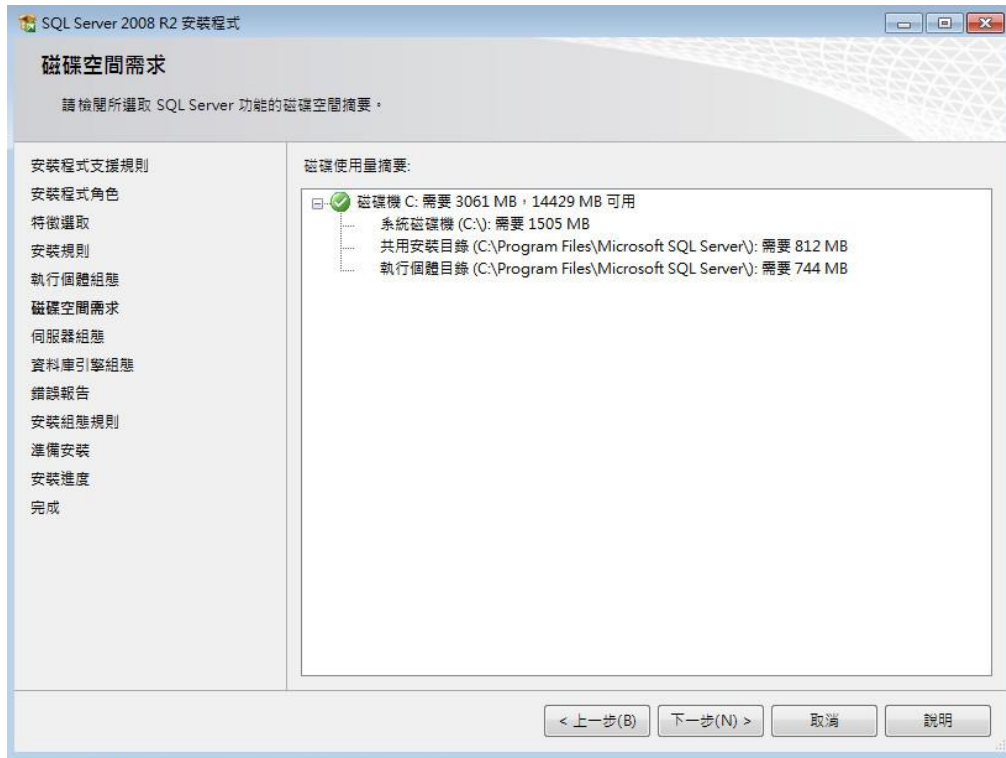 SQL Server 2008 R2 安裝程式
磁碟空間需求
請檢閱所選取 SQL Server 功能的磁碟空間摘要。
安裝程式支援規則
安裝程式角色
特徵選取
安裝規則
執行個體組態
磁碟空間需求
伺服器組態
資料庫引擎組態
錯誤報告
安裝組態規則
準備安裝
安裝進度
完成
磁碟使用量摘要:
磁碟機 C: 需要 3061 MB，14429 MB 可用
系統磁碟機 (C:\): 需要 1505 MB
共用安裝目錄 (C:\Program Files\Microsoft SQL Server\): 需要 812 MB
執行個體目錄 (C:\Program Files\Microsoft SQL Server\): 需要 744 MB
< 上一步(B)
下一步(N) >
取消
說明